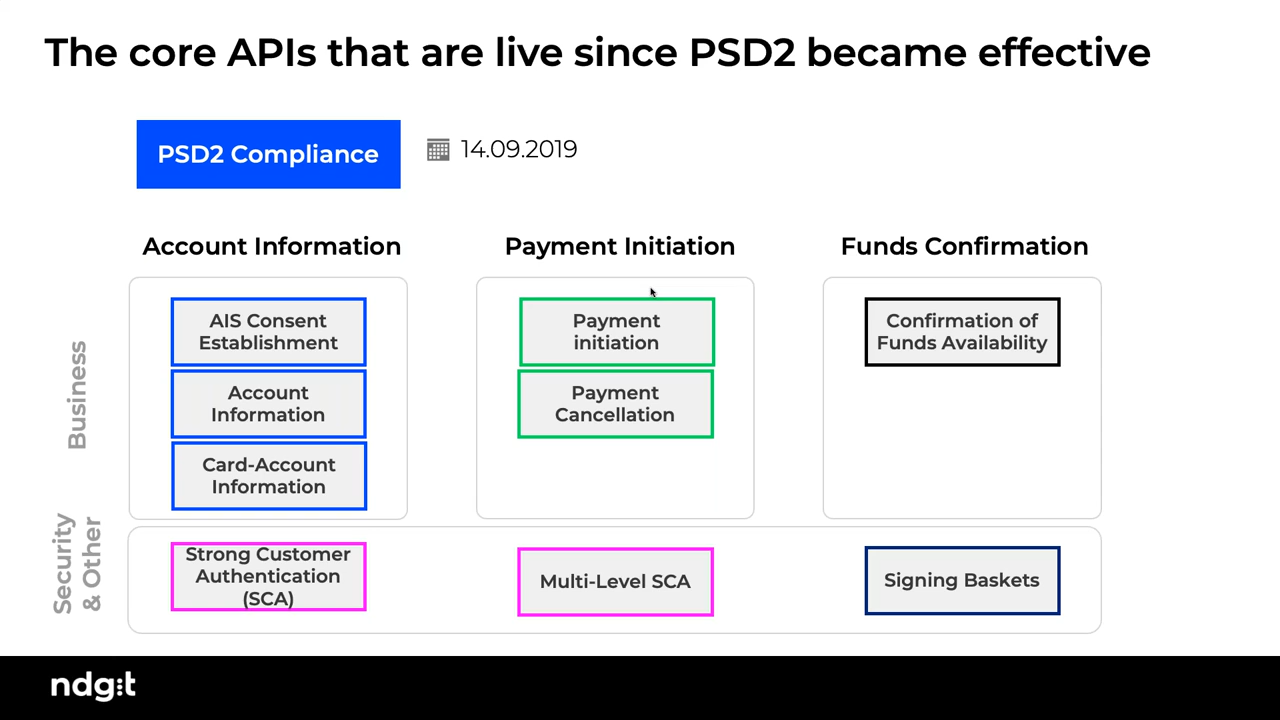 The core APIs that are live since PSD2 became effective
PSD2 Compliance
14.09.2019
Account Information
Payment Initiation
Funds Confirmation
Business
AIS Consent
Establishment
Account
Information
Card-Account
Information
Payment
initiation
Payment
Cancellation
Confirmation of
Funds Availability
Security
& Other
Strong Customer
Authentication
(SCA)
Multi-Level SCA
Signing Baskets
ndgit